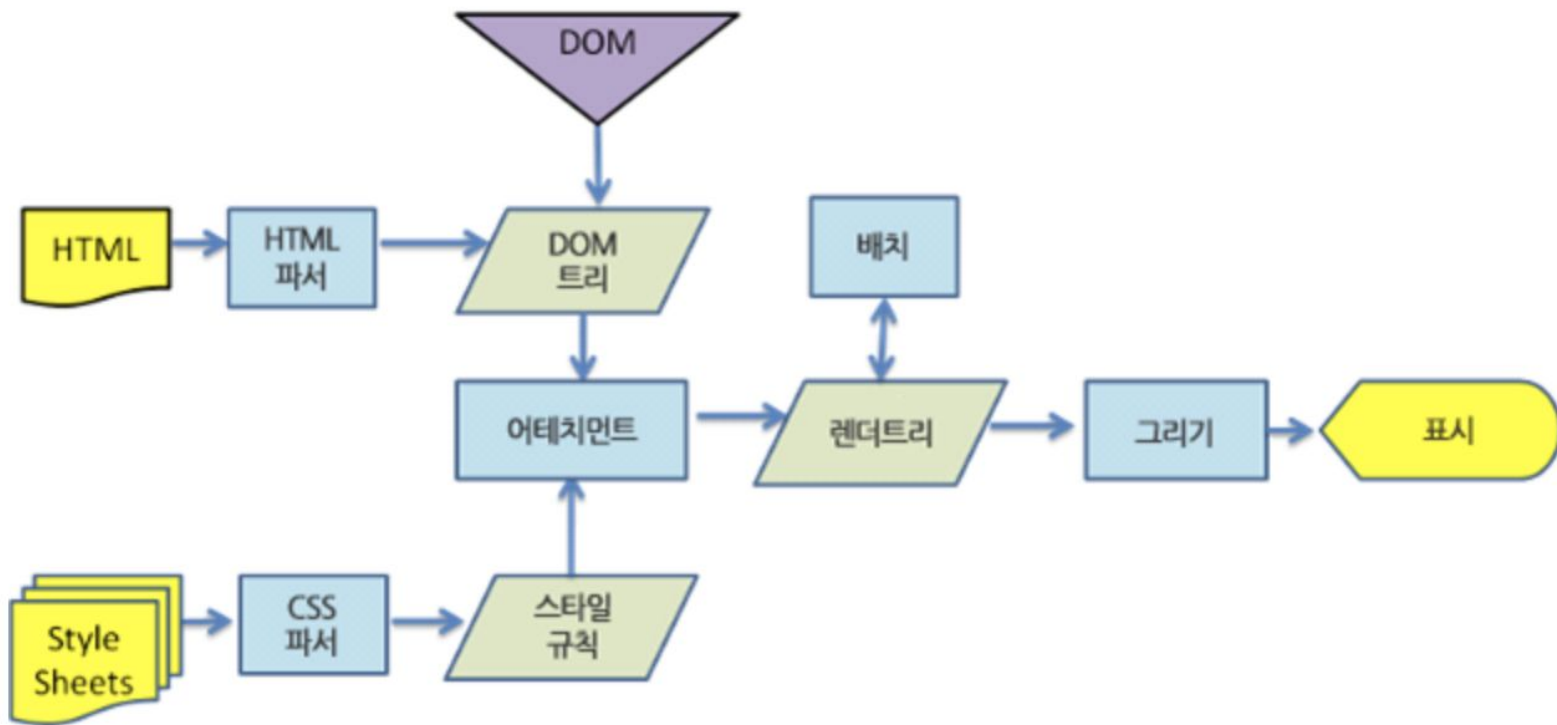 DOM
HTML
HTML
파서
DOM
트리
배치
어테치먼트
렌더트리
그리기
표시
Style
Sheets
CSS
파서
스타일
규칙